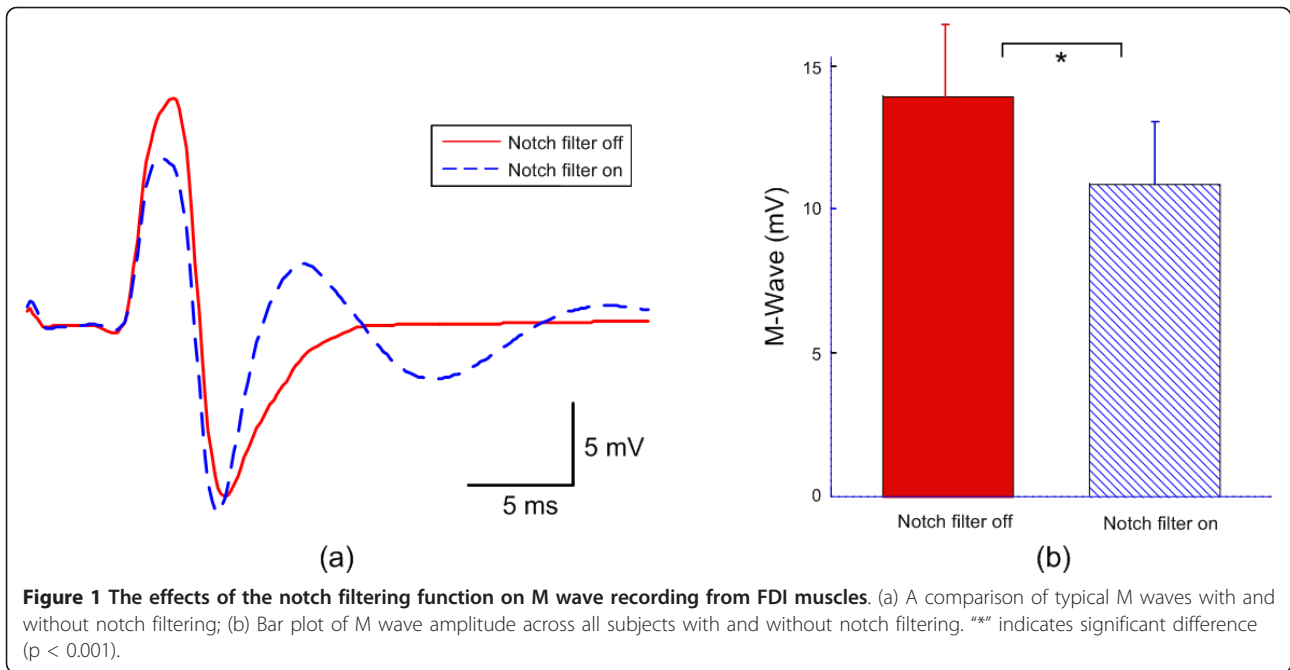 Notch filter off
Notch filter on
5 mV
5 ms
(a)
15
10
5
0
M-Wave (mV)
*
Notch filter off
Notch filter on
(b)
Figure 1 The effects of the notch filtering function on M wave recording from FDI muscles. (a) A comparison of typical M waves with and
without notch filtering; (b) Bar plot of M wave amplitude across all subjects with and without notch filtering. “*” indicates significant difference
(p < 0.001).